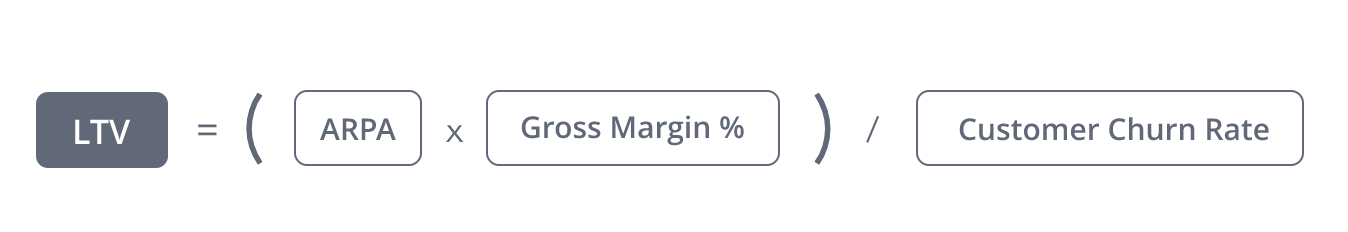 LTV = ( ARPA x Gross Margin % ) / Customer Churn Rate